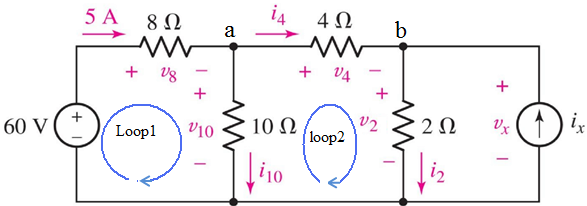 5 A 8 Ω a i4 4 Ω b
+ v8 − + v4 −
60 V + − Loop1 + v10 − 10 Ω loop2 + v2 − 2 Ω + vx − ix
i10 i2